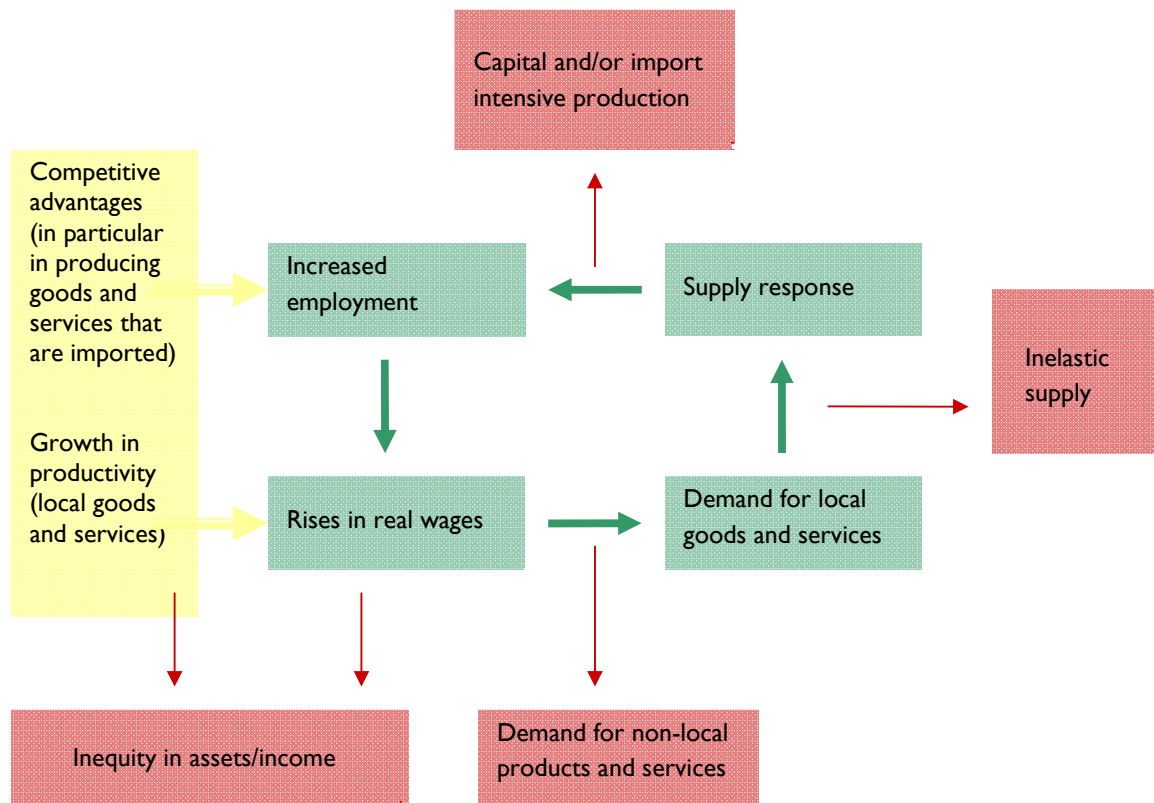 Capital and/or import
intensive production
Competitive
advantages
(in particular
in producing
goods and
services that
are imported)
Increased
employment
Supply response
Inelastic
supply
Growth in
productivity
(local goods
and services)
Rises in real wages
Demand for local
goods and services
Inequity in assets/income
Demand for non-local
products and services